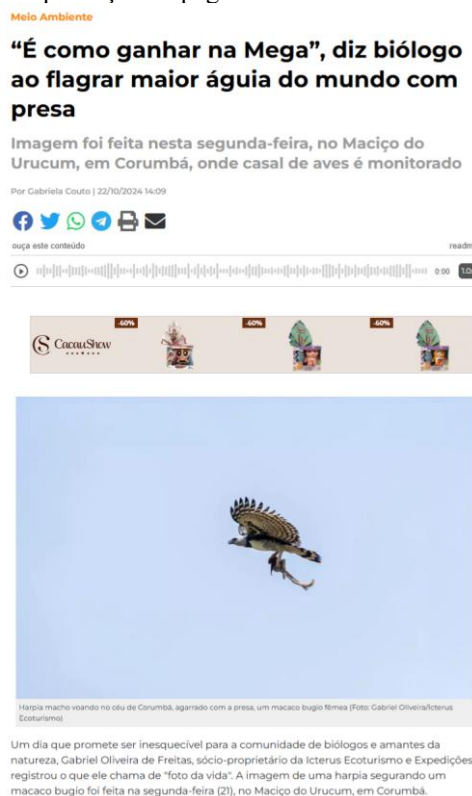 Meio Ambiente
“É como ganhar na Mega”, diz biólogo
ao flagrar maior águia do mundo com
presa
Imagem foi feita nesta segunda-feira, no Maciço do
Urucum, em Corumbá, onde casal de aves é monitorado
Por Gabriela Couto | 22/10/2024 14:09
ouça este conteúdo readm
0:00 1.0
-60% -60% -60%
CacauShow
Harpia macho voando no céu de Corumbá, agarrado com a presa, um macaco bugio fêmea (Foto: Gabriel Oliveira/Icterus
Ecoturismo)
Um dia que promete ser inesquecível para a comunidade de biólogos e amantes da
natureza, Gabriel Oliveira de Freitas, sócio-proprietário da Icterus Ecoturismo e Expedições
registrou o que ele chama de "foto da vida". A imagem de uma harpia segurando um
macaco bugio foi feita na segunda-feira (21), no Maciço do Urucum, em Corumbá.